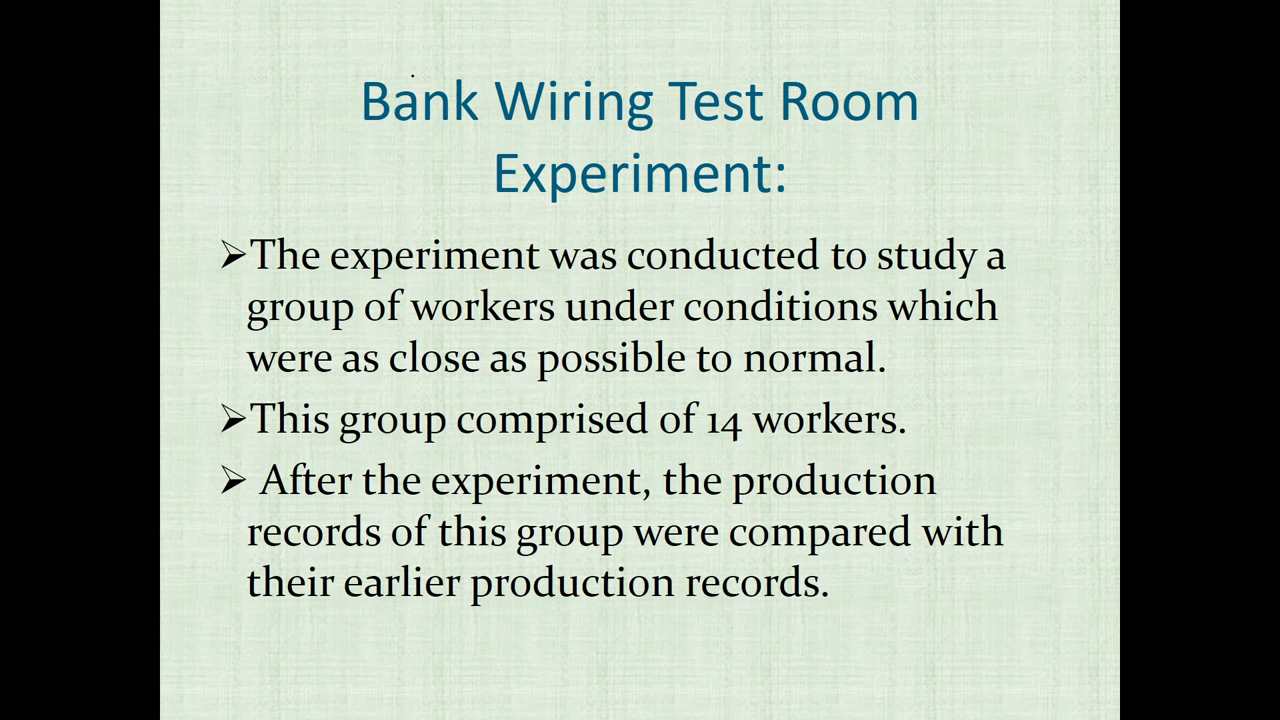 Bank Wiring Test Room
Experiment:
➢The experiment was conducted to study a
group of workers under conditions which
were as close as possible to normal.
➢This group comprised of 14 workers.
➢ After the experiment, the production
records of this group were compared with
their earlier production records.